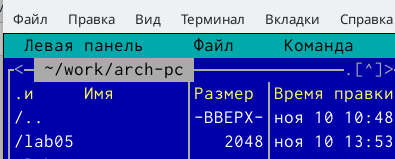 Файл Правка Вид Терминал Вкладки Справка
Левая панель Файл Команда
<─ ~/work/arch-pc ─.[^]>
.и Имя Размер Время правки
/.. -ВВЕРХ- ноя 10 10:48
/lab05 2048 ноя 10 13:53